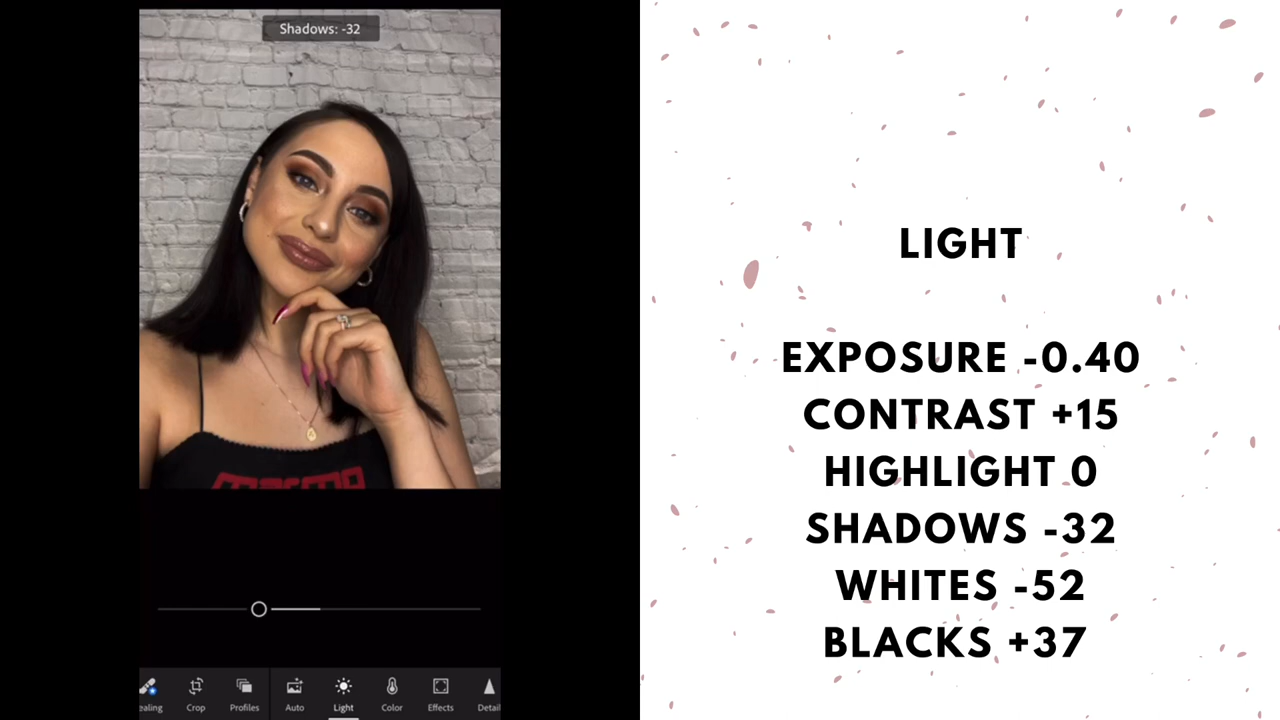 Shadows: -32
ealing
Crop
Profiles
Auto
Light
Color
Effects
Detail
LIGHT
EXPOSURE -0.40
CONTRAST +15
HIGHLIGHT 0
SHADOWS -32
WHITES -52
BLACKS +37